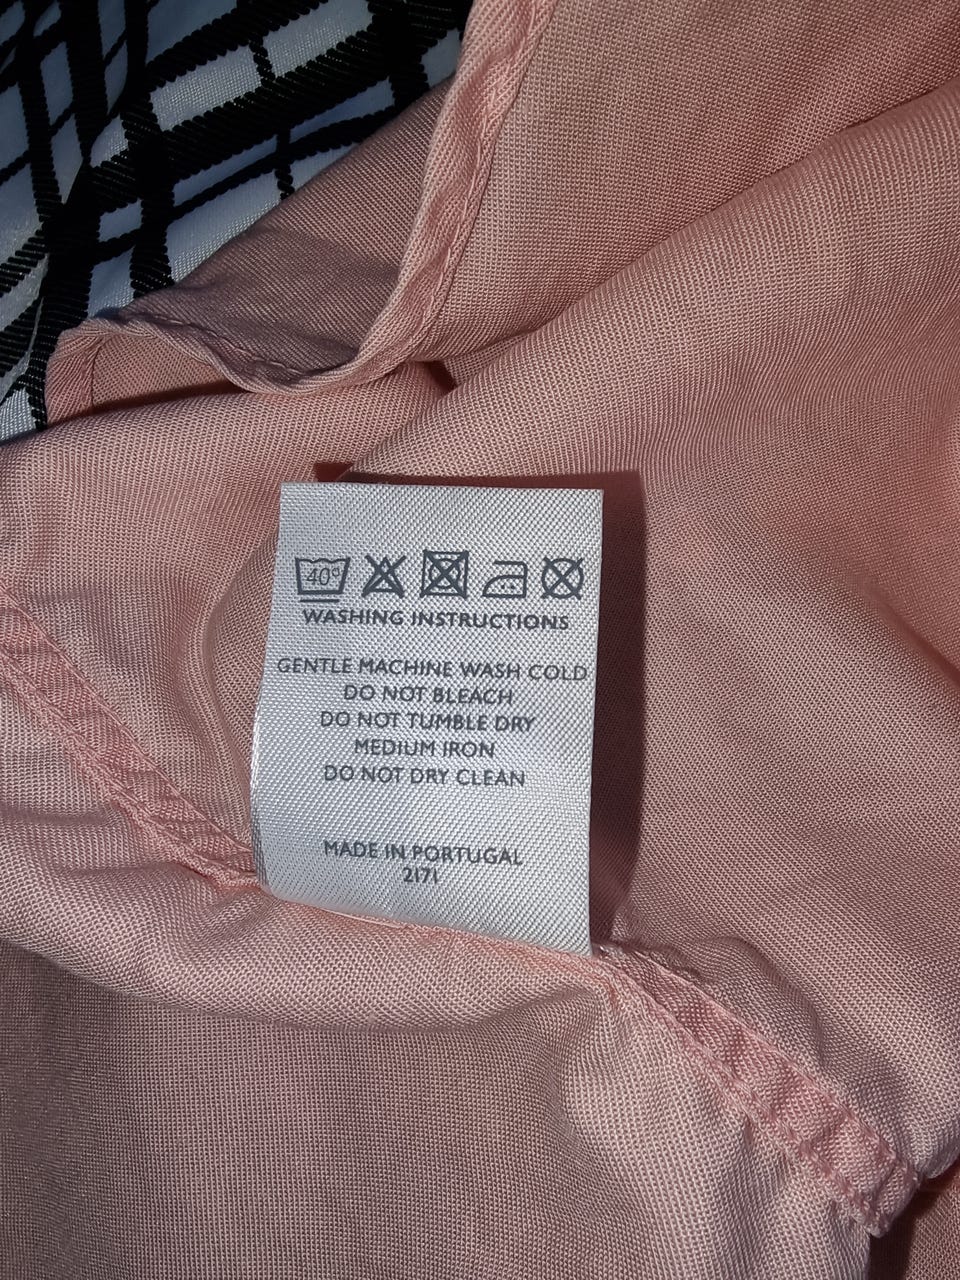 40°
WASHING INSTRUCTIONS
GENTLE MACHINE WASH COLD
DO NOT BLEACH
DO NOT TUMBLE DRY
MEDIUM IRON
DO NOT DRY CLEAN
MADE IN PORTUGAL
2171